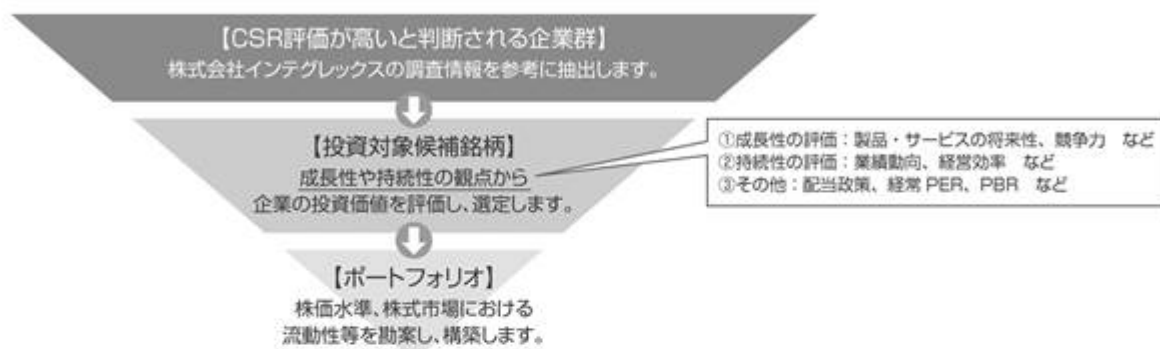 【CSR評価が高いと判断される企業群】
株式会社インテグレックスの調査情報を参考に抽出します。
【投資対象候補銘柄】
成長性や持続性の観点から
企業の投資価値を評価し、選定します。
①成長性の評価：製品・サービスの将来性、競争力　など
②持続性の評価：業績動向、経営効率　など
③その他：配当政策、経常 PER、PBR　など
【ポートフォリオ】
株価水準、株式市場における
流動性等を勘案し、構築します。